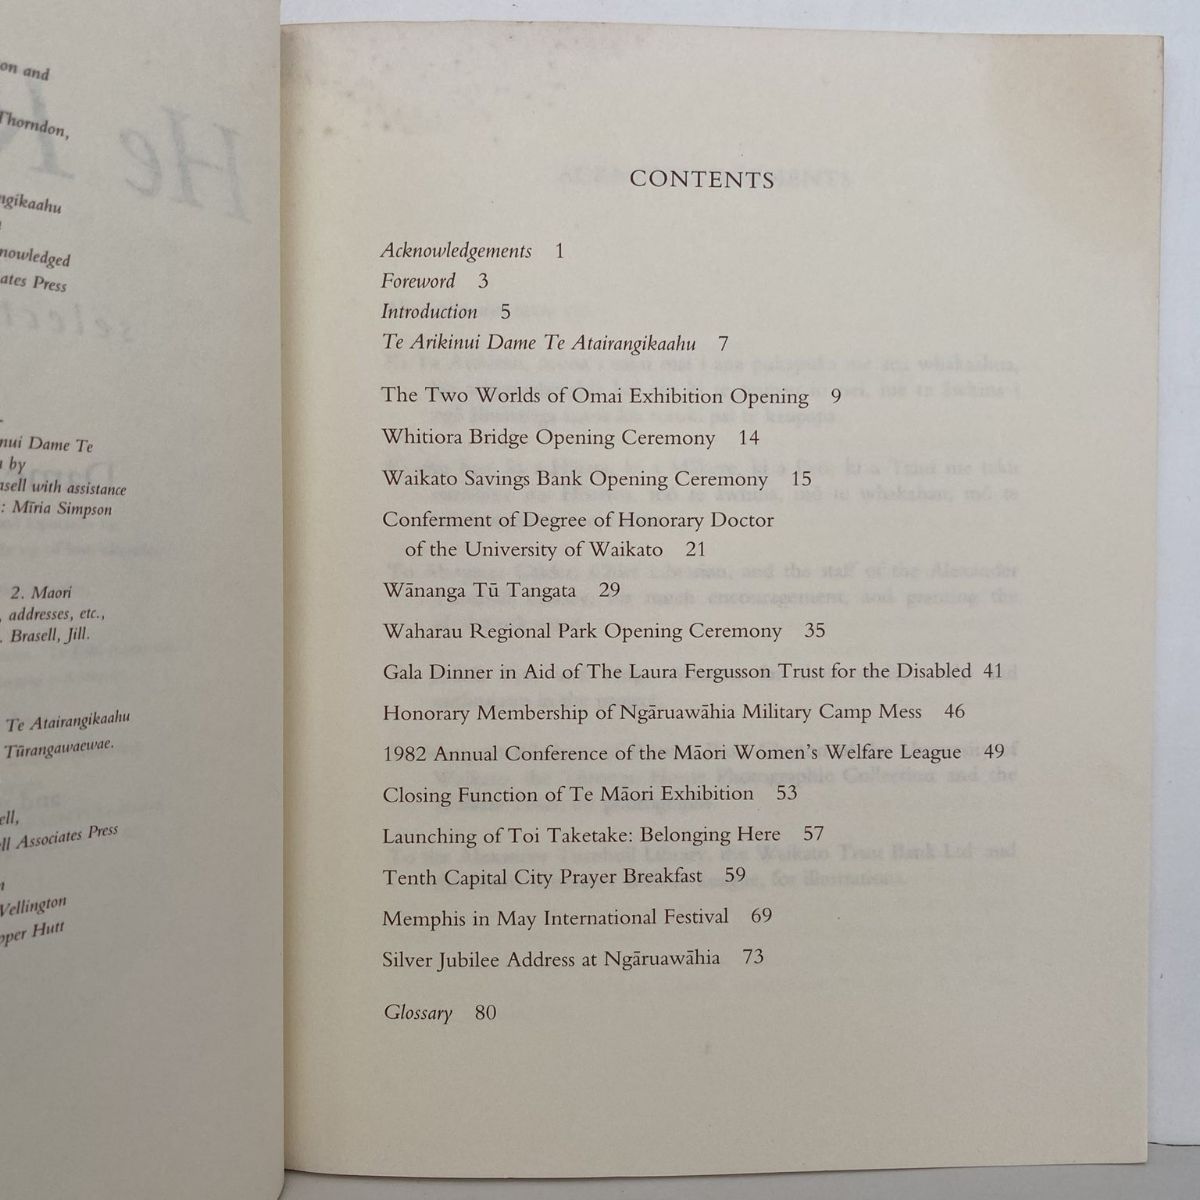 on and
Thorndon,
ngikaahu
nowledged
ates Press
nui Dame Te
by
asell with assistance
: Mīria Simpson
2. Maori
, addresses, etc.,
. Brasell, Jill.
Te Atairangikaahu
Tūrangawaewae.
ell,
ll Associates Press
Vellington
pper Hutt
CONTENTS
Acknowledgements 1
Foreword 3
Introduction 5
Te Arikinui Dame Te Atairangikaahu 7
The Two Worlds of Omai Exhibition Opening 9
Whitiora Bridge Opening Ceremony 14
Waikato Savings Bank Opening Ceremony 15
Conferment of Degree of Honorary Doctor
of the University of Waikato 21
Wānanga Tū Tangata 29
Waharau Regional Park Opening Ceremony 35
Gala Dinner in Aid of The Laura Fergusson Trust for the Disabled 41
Honorary Membership of Ngāruawāhia Military Camp Mess 46
1982 Annual Conference of the Māori Women's Welfare League 49
Closing Function of Te Māori Exhibition 53
Launching of Toi Taketake: Belonging Here 57
Tenth Capital City Prayer Breakfast 59
Memphis in May International Festival 69
Silver Jubilee Address at Ngāruawāhia 73
Glossary 80